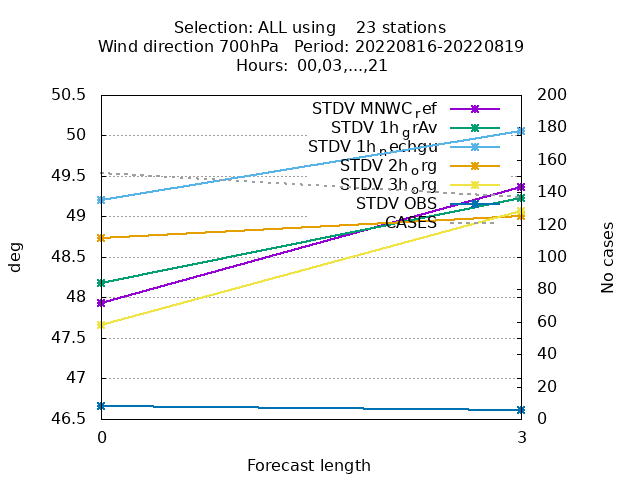 Selection: ALL using    23 stations
Wind direction 700hPa   Period: 20220816-20220819
Hours: 00,03,...,21
50.5
50
49.5
49
48.5
48
47.5
47
46.5
deg
STDV MNWC_ref
STDV 1h_grAv
STDV 1h_nechgu
STDV 2h_org
STDV 3h_org
STDV OBS
CASES
200
180
160
140
120
100
80
60
40
20
0
No cases
0
3
Forecast length